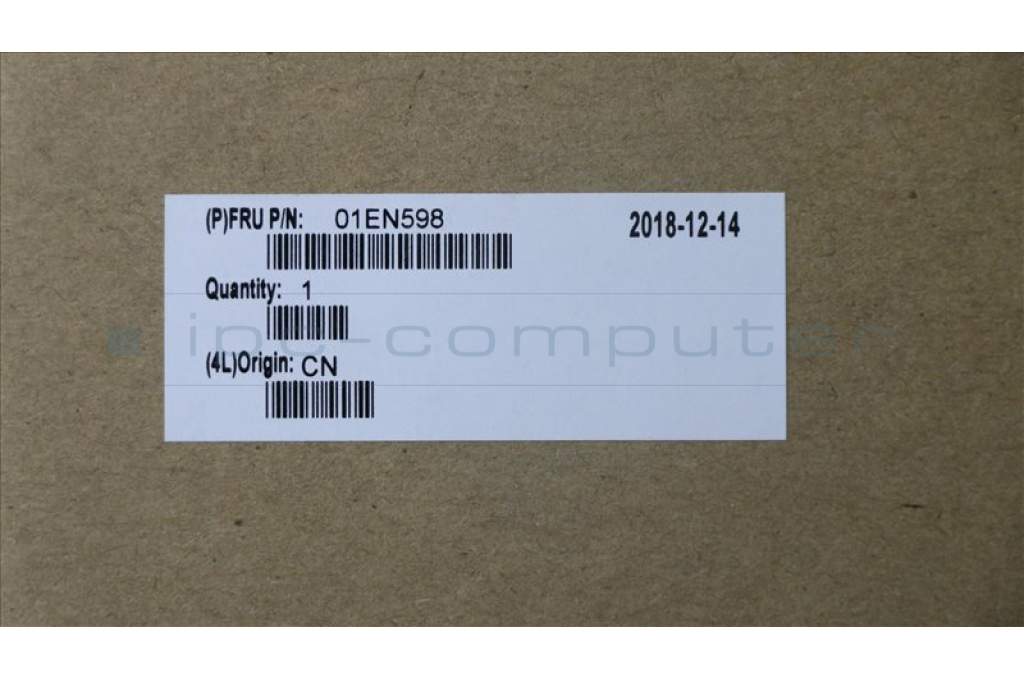 (P)FRU P/N: 01EN598 2018-12-14
Quantity: 1
ipc-computer
(4L)Origin: CN